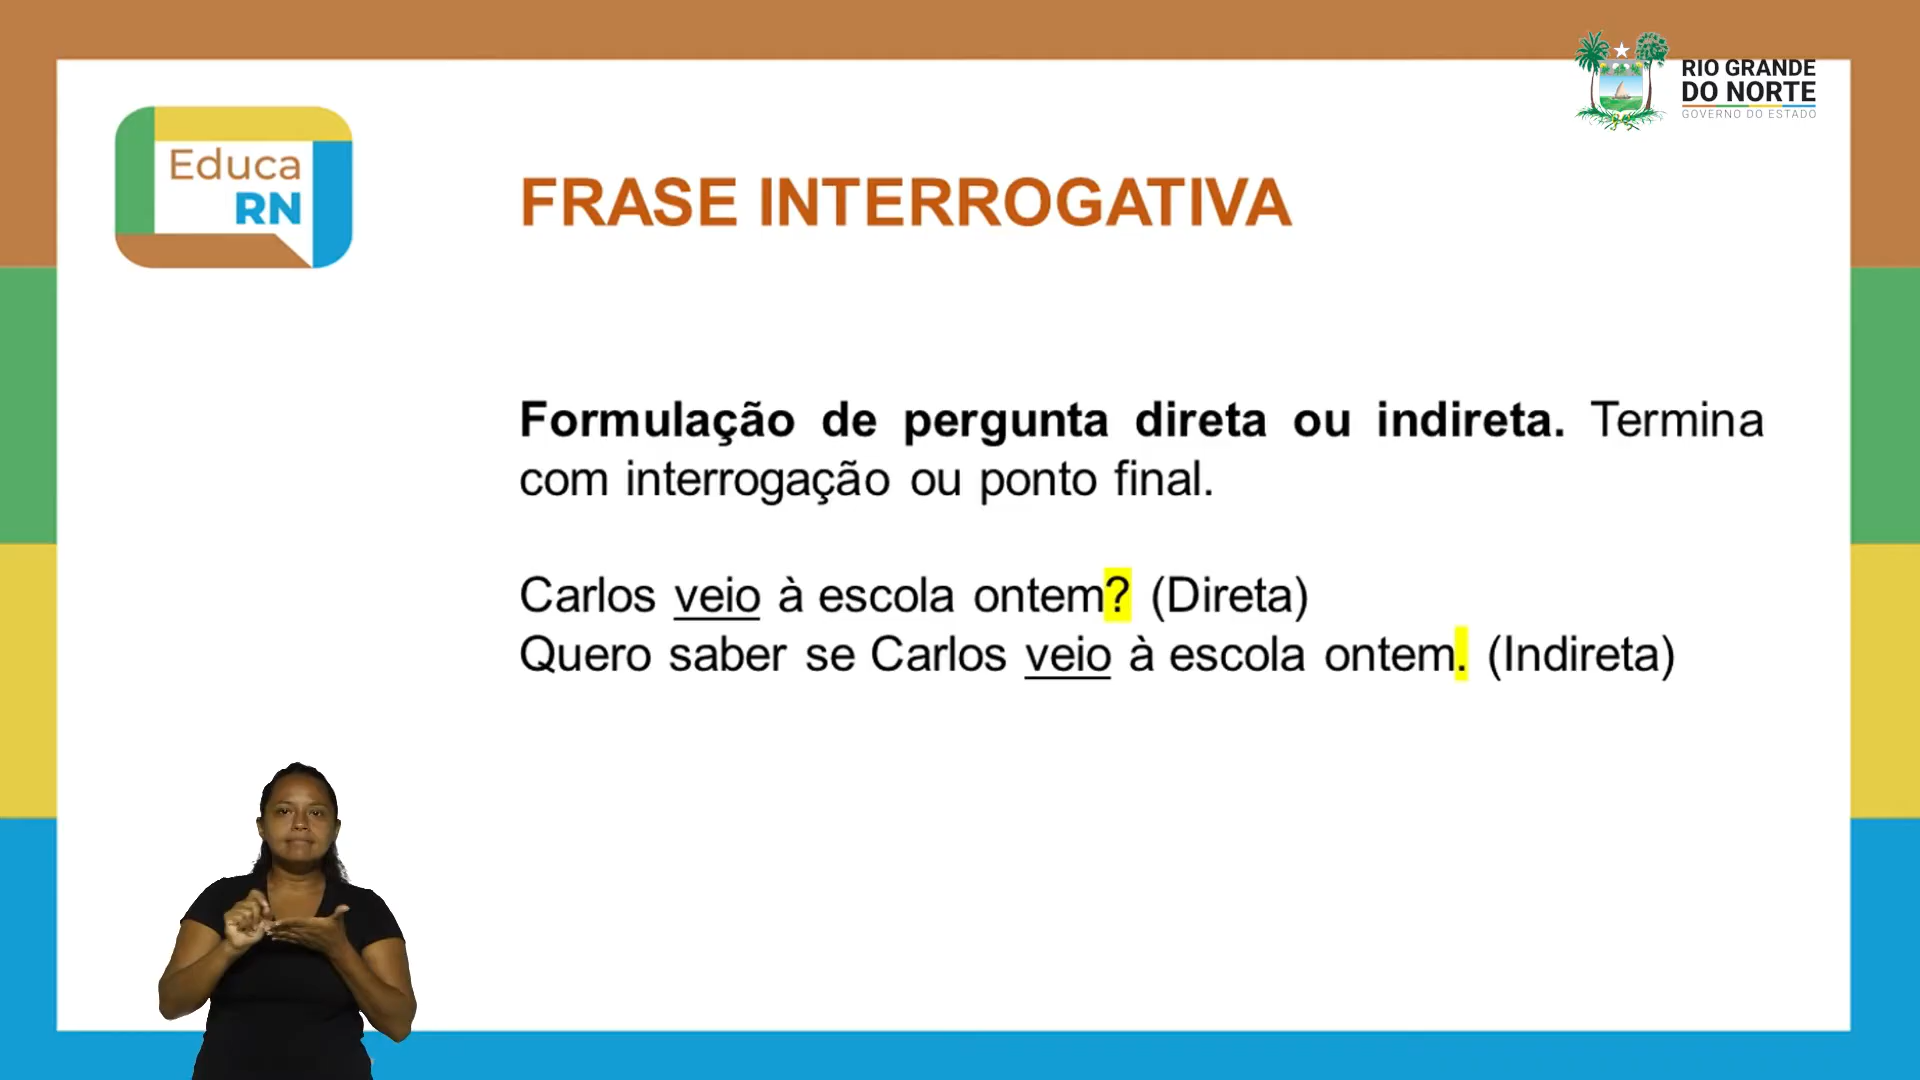 RIO GRANDE
DO NORTE
GOVERNO DO ESTADO
Educa
RN
FRASE INTERROGATIVA
Formulação de pergunta direta ou indireta. Termina
com interrogação ou ponto final.
Carlos veio à escola ontem? (Direta)
Quero saber se Carlos veio à escola ontem. (Indireta)